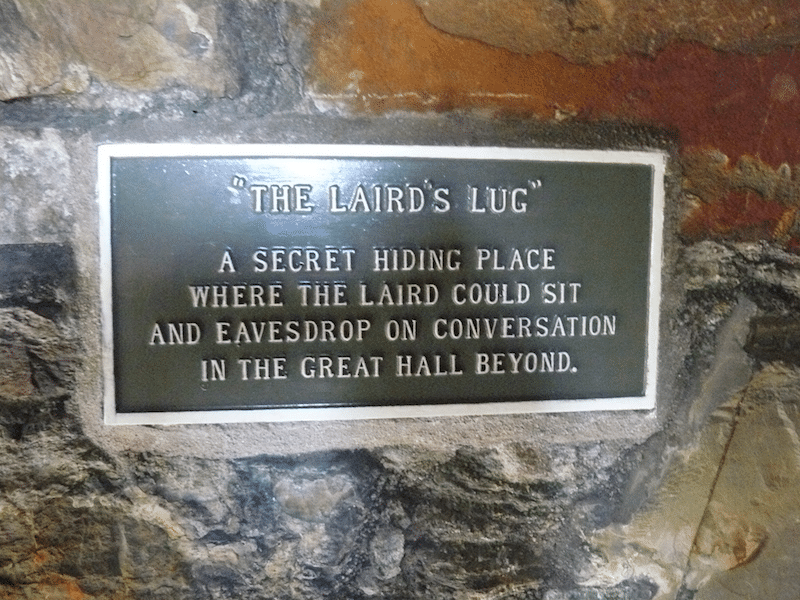 "THE LAIRD'S LUG"
A SECRET HIDING PLACE
WHERE THE LAIRD COULD SIT
AND EAVESDROP ON CONVERSATION
IN THE GREAT HALL BEYOND.